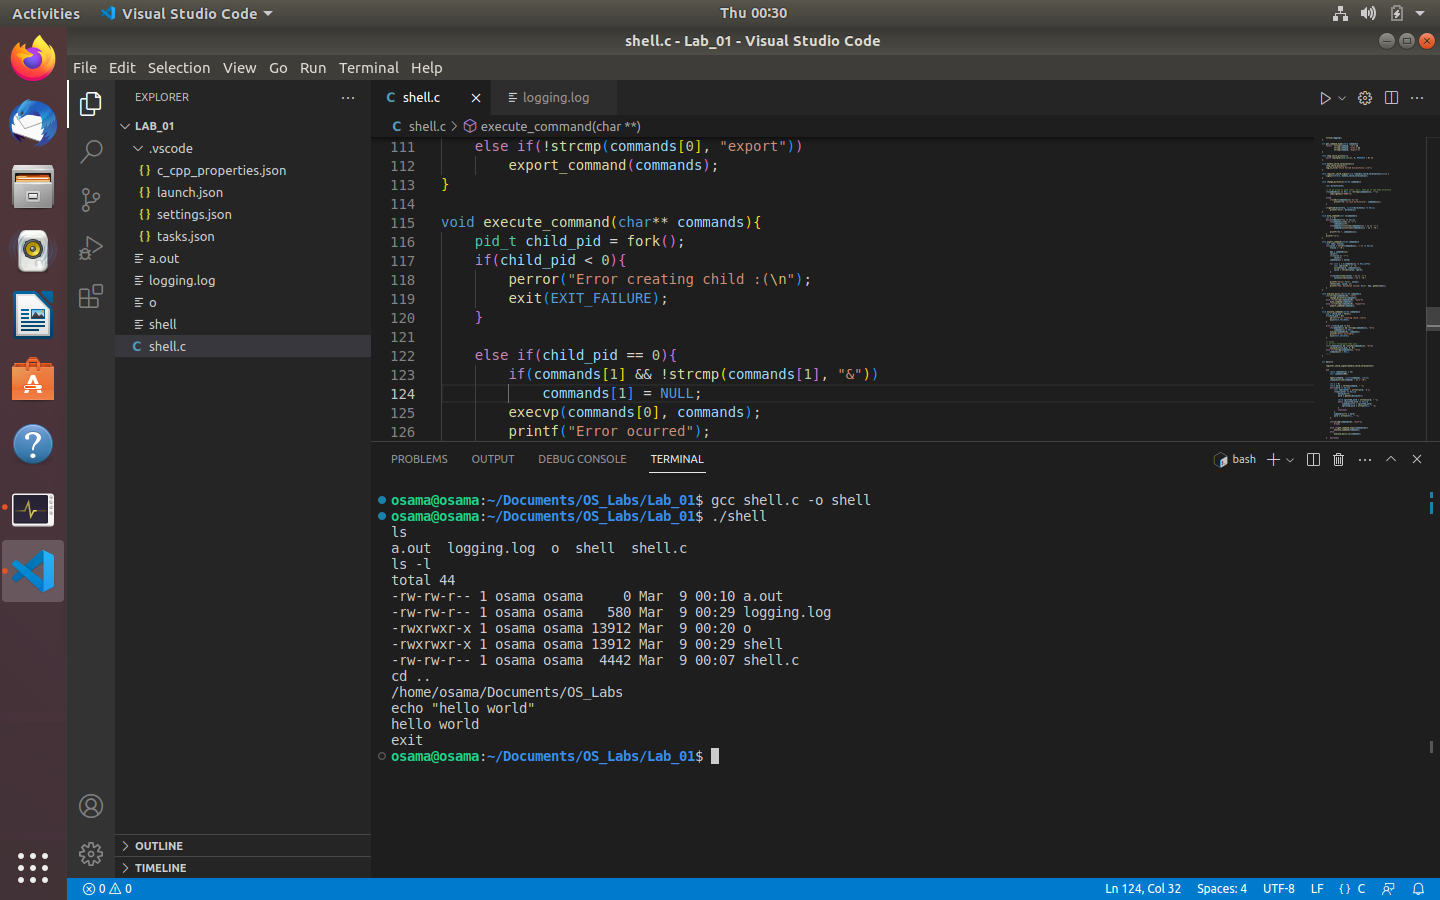 Activities Visual Studio Code Thu 00:30
shell.c - Lab_01 - Visual Studio Code
File Edit Selection View Go Run Terminal Help
EXPLORER
LAB_01
.vscode
{} c_cpp_properties.json
{} launch.json
{} settings.json
{} tasks.json
a.out
logging.log
o
shell
C shell.c
OUTLINE
TIMELINE
C shell.c logging.log
C shell.c > execute_command(char **)
111 else if(!strcmp(commands[0], "export"))
112 export_command(commands);
113 }
114
115 void execute_command(char** commands){
116 pid_t child_pid = fork();
117 if(child_pid < 0){
118 perror("Error creating child :(\n");
119 exit(EXIT_FAILURE);
120 }
121
122 else if(child_pid == 0){
123 if(commands[1] && !strcmp(commands[1], "&"))
124 commands[1] = NULL;
125 execvp(commands[0], commands);
126 printf("Error ocurred");
PROBLEMS OUTPUT DEBUG CONSOLE TERMINAL bash
osama@osama:~/Documents/OS_Labs/Lab_01$ gcc shell.c -o shell
osama@osama:~/Documents/OS_Labs/Lab_01$ ./shell
ls
a.out logging.log o shell shell.c
ls -l
total 44
-rw-rw-r-- 1 osama osama 0 Mar 9 00:10 a.out
-rw-rw-r-- 1 osama osama 580 Mar 9 00:29 logging.log
-rwxrwxr-x 1 osama osama 13912 Mar 9 00:20 o
-rwxrwxr-x 1 osama osama 13912 Mar 9 00:29 shell
-rw-rw-r-- 1 osama osama 4442 Mar 9 00:07 shell.c
cd ..
/home/osama/Documents/OS_Labs
echo "hello world"
hello world
exit
osama@osama:~/Documents/OS_Labs/Lab_01$
0 0 Ln 124, Col 32 Spaces: 4 UTF-8 LF {} C